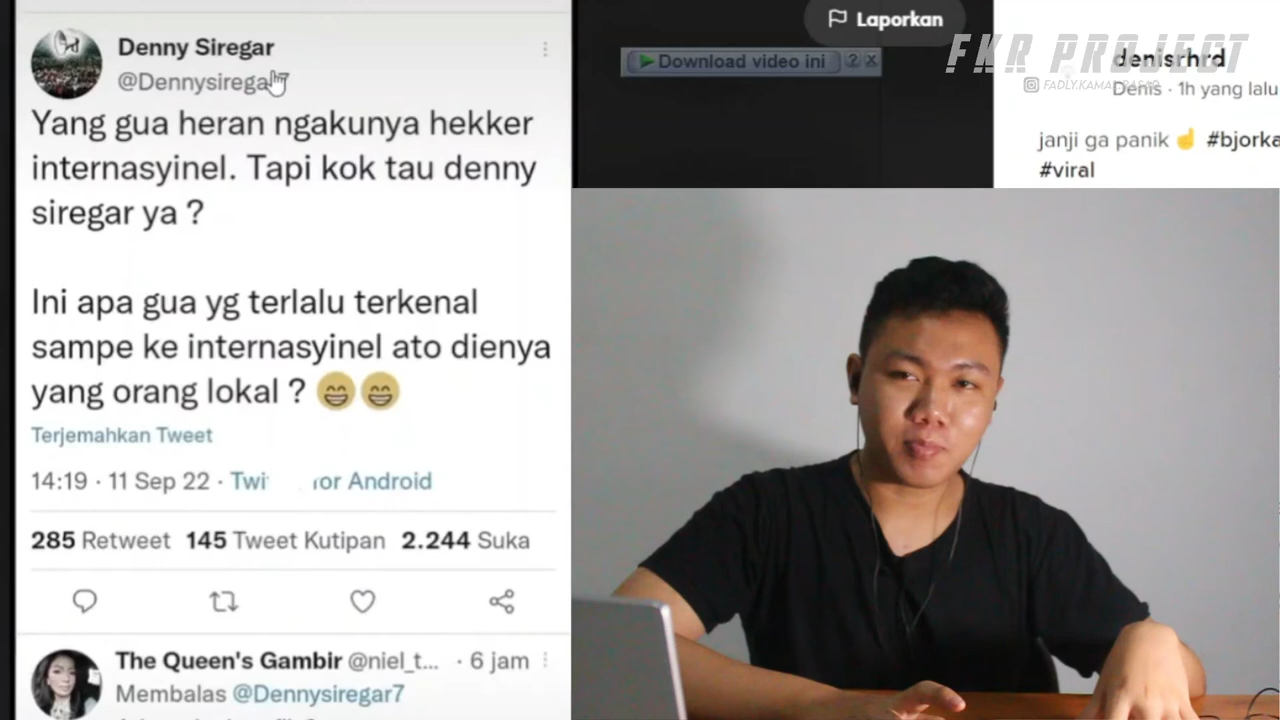 Denny Siregar
Yang gua heran ngakunya hekker
internasyinel. Tapi kok tau denny
siregar ya ?
Ini apa gua yg terlalu terkenal
sampe ke internasyinel ato dienya
yang orang lokal ? 😁😁
Terjemahkan Tweet
14:19 · 11 Sep 22 · Android
285 Retweet 145 Tweet Kutipan 2.244 Suka
The Queen's Gambir @niel_t... · 6 jam
Membalas @Dennysiregar7
Laporkan
Download video ini ? X
FKR PROJECT
denisrhrd
Denis · 1h yang lalu
janji ga panik ☝ #bjorka
#viral